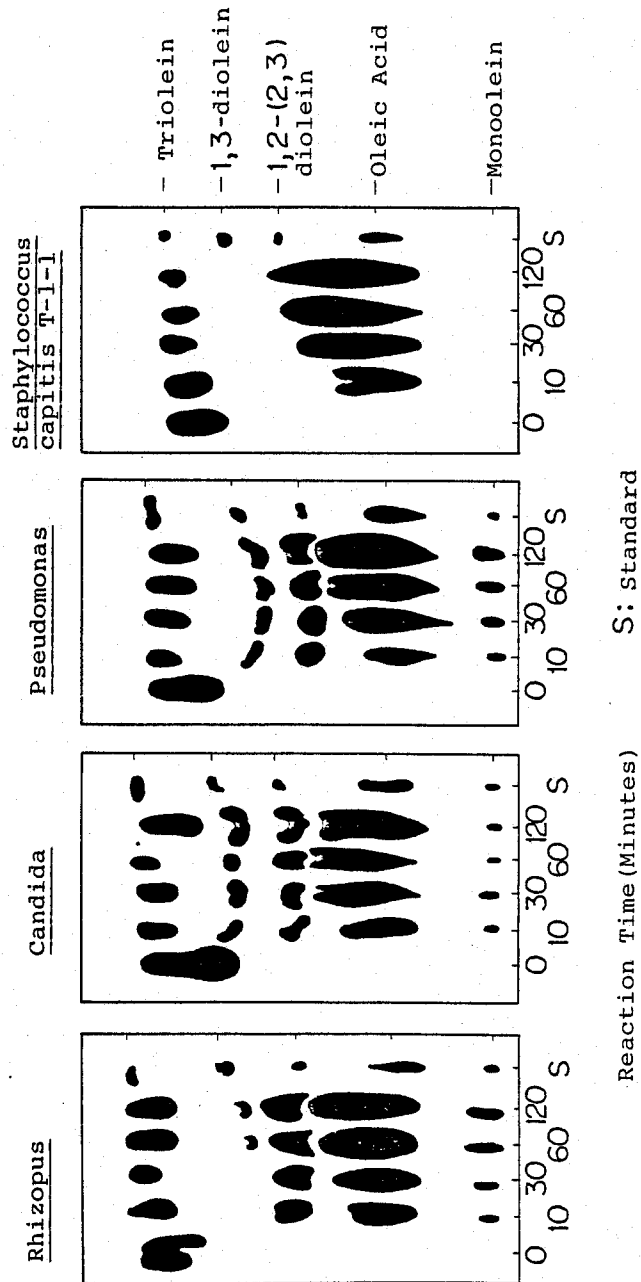 Rhizopus
Candida
Pseudomonas
Staphylococcus
capitis T-1-1
- Triolein
- 1,3-diolein
- 1,2-(2,3)
diolein
- Oleic Acid
- Monoolein
0 10 30 60 120 S
0 10 30 60 120 S
0 10 30 60 120 S
0 10 30 60 120 S
Reaction Time(Minutes)
S: standard